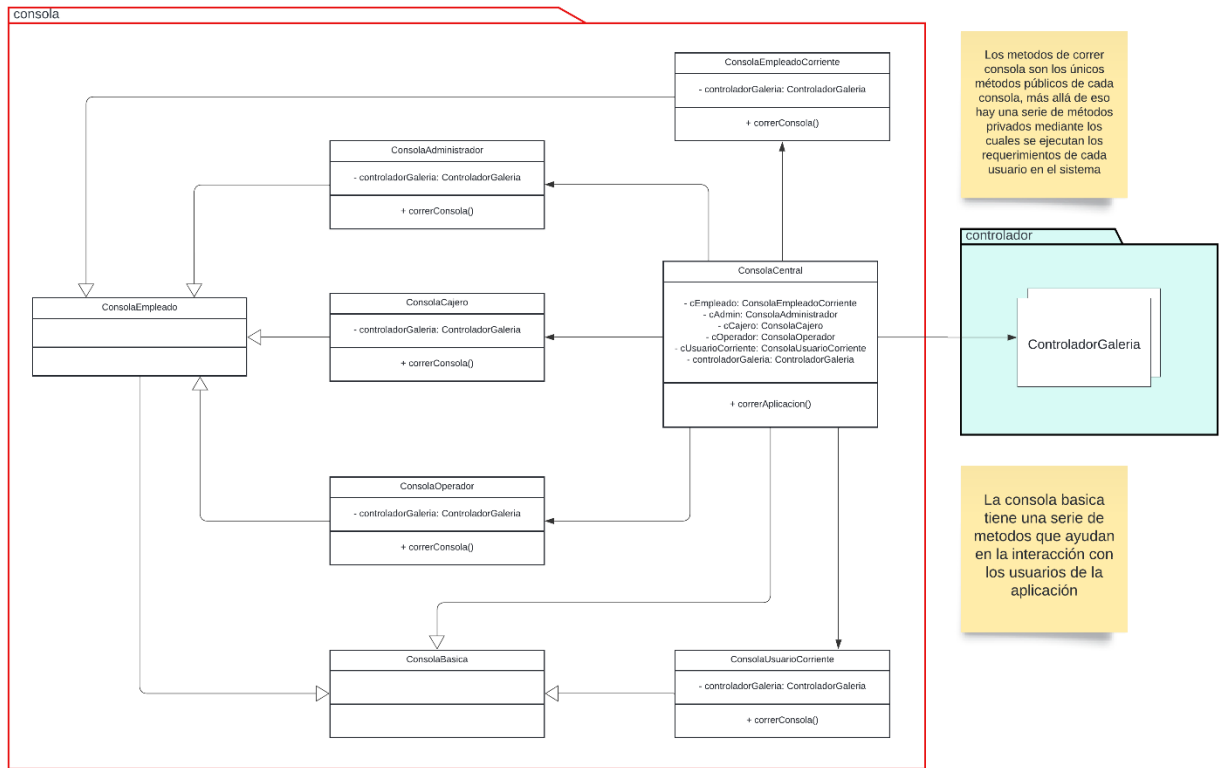 consola
ConsolaEmpleadoCorriente
- controladorGaleria: ControladorGaleria
+ correrConsola()
Los metodos de correr
consola son los únicos
métodos públicos de cada
consola, más allá de eso
hay una serie de métodos
privados mediante los
cuales se ejecutan los
requerimientos de cada
usuario en el sistema
ConsolaAdministrador
- controladorGaleria: ControladorGaleria
+ correrConsola()
controlador
ControladorGaleria
ConsolaCentral
- cEmpleado: ConsolaEmpleadoCorriente
- cAdmin: ConsolaAdministrador
- cCajero: ConsolaCajero
- cOperador: ConsolaOperador
- cUsuarioCorriente: ConsolaUsuarioCorriente
- controladorGaleria: ControladorGaleria
+ correrAplicacion()
ConsolaEmpleado
ConsolaCajero
- controladorGaleria: ControladorGaleria
+ correrConsola()
ConsolaOperador
- controladorGaleria: ControladorGaleria
+ correrConsola()
La consola basica
tiene una serie de
metodos que ayudan
en la interacción con
los usuarios de la
aplicación
ConsolaBasica
ConsolaUsuarioCorriente
- controladorGaleria: ControladorGaleria
+ correrConsola()